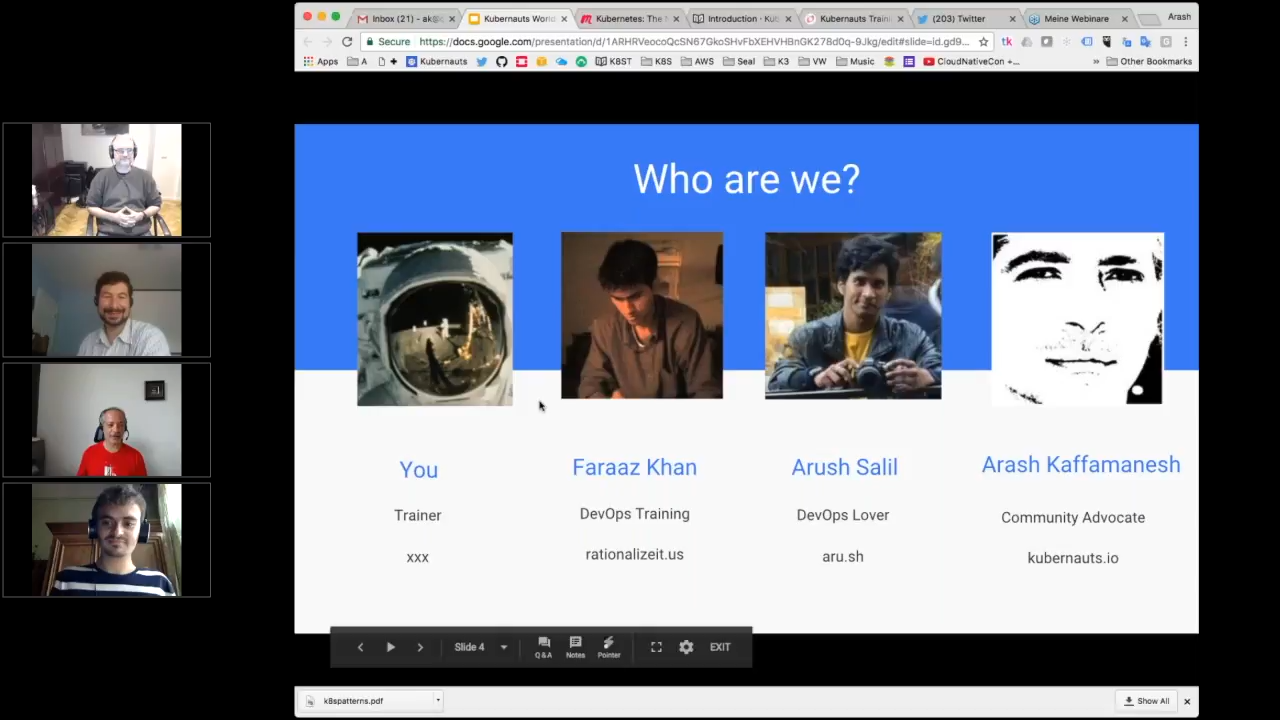 Inbox (21) - ak@
Kubernauts World
Kubernetes: The
Introduction · Kub
Kubernauts Traini
(203) Twitter
Meine Webinare
Arash
Secure https://docs.google.com/presentation/d/1ARHRVeocoQcSN67GkoSHvFbXEHVHBnGK278d0q-9Jkg/edit#slide=id.gd9...
Apps A + Kubernauts K8ST K8S AWS Seal K3 VW Music CloudNativeCon +... » Other Bookmarks
Who are we?
You
Trainer
xxx
Faraaz Khan
DevOps Training
rationalizeit.us
Arush Salil
DevOps Lover
aru.sh
Arash Kaffamanesh
Community Advocate
kubernauts.io
Slide 4
Q&A
Notes
Pointer
EXIT
k8spatterns.pdf
Show All